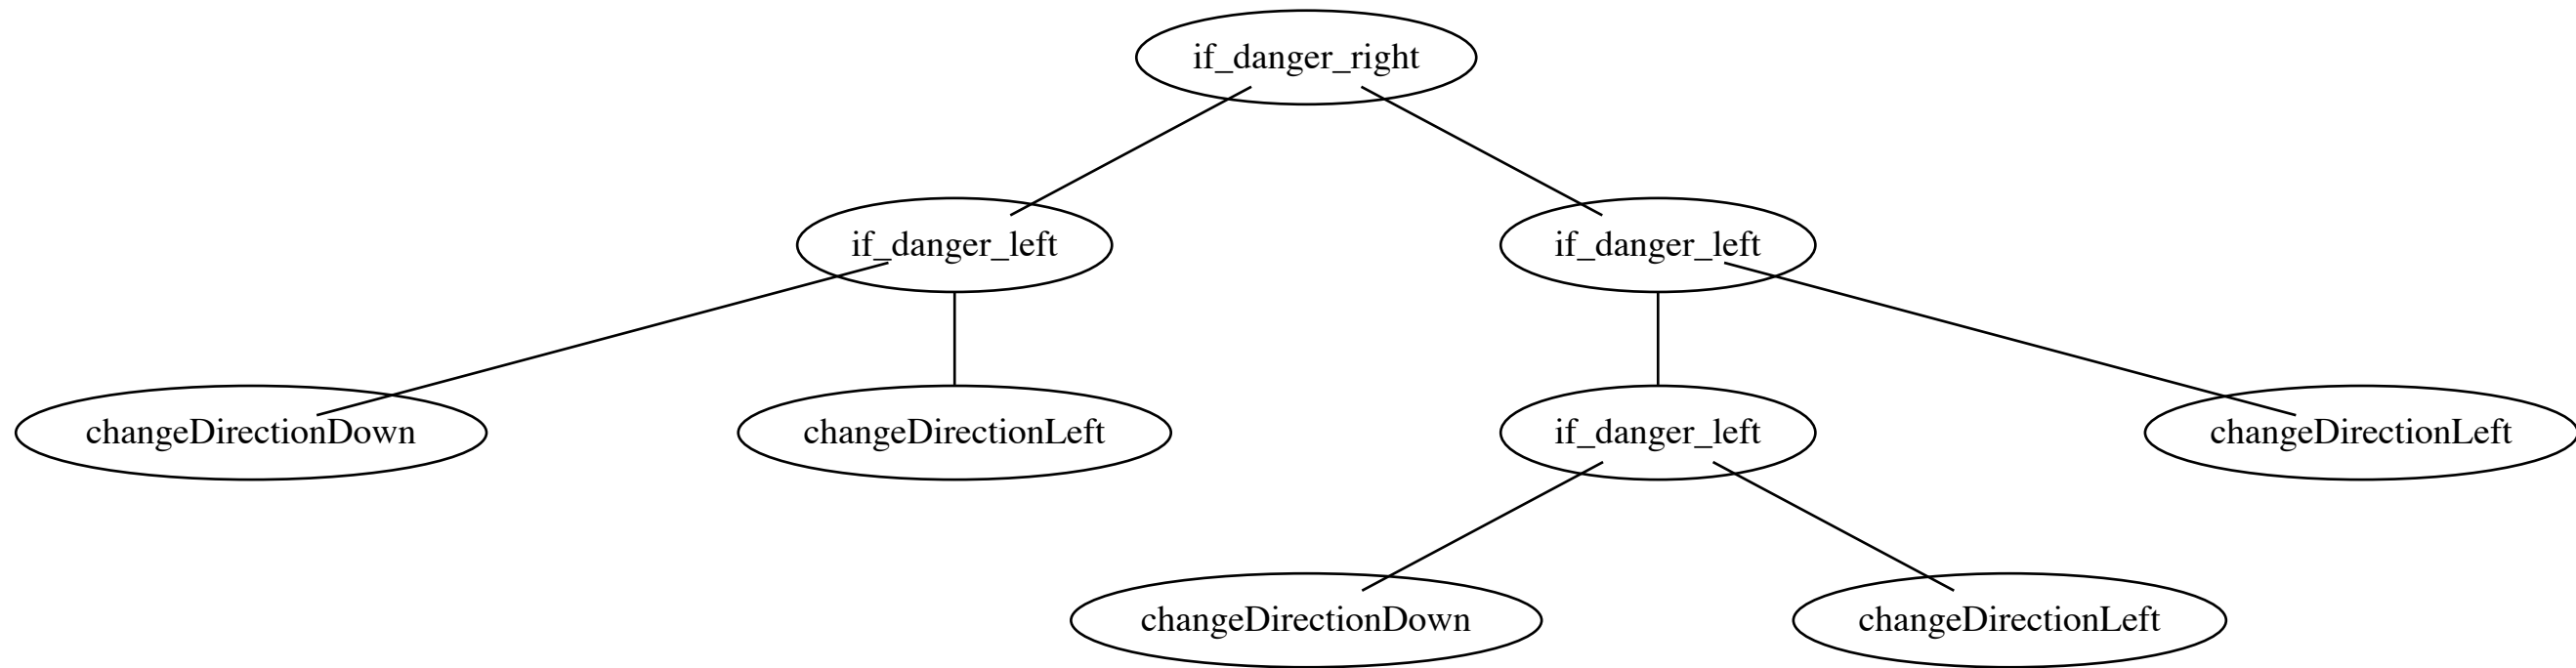 if_danger_right
if_danger_left
if_danger_left
changeDirectionDown
changeDirectionLeft
if_danger_left
changeDirectionLeft
changeDirectionDown
changeDirectionLeft